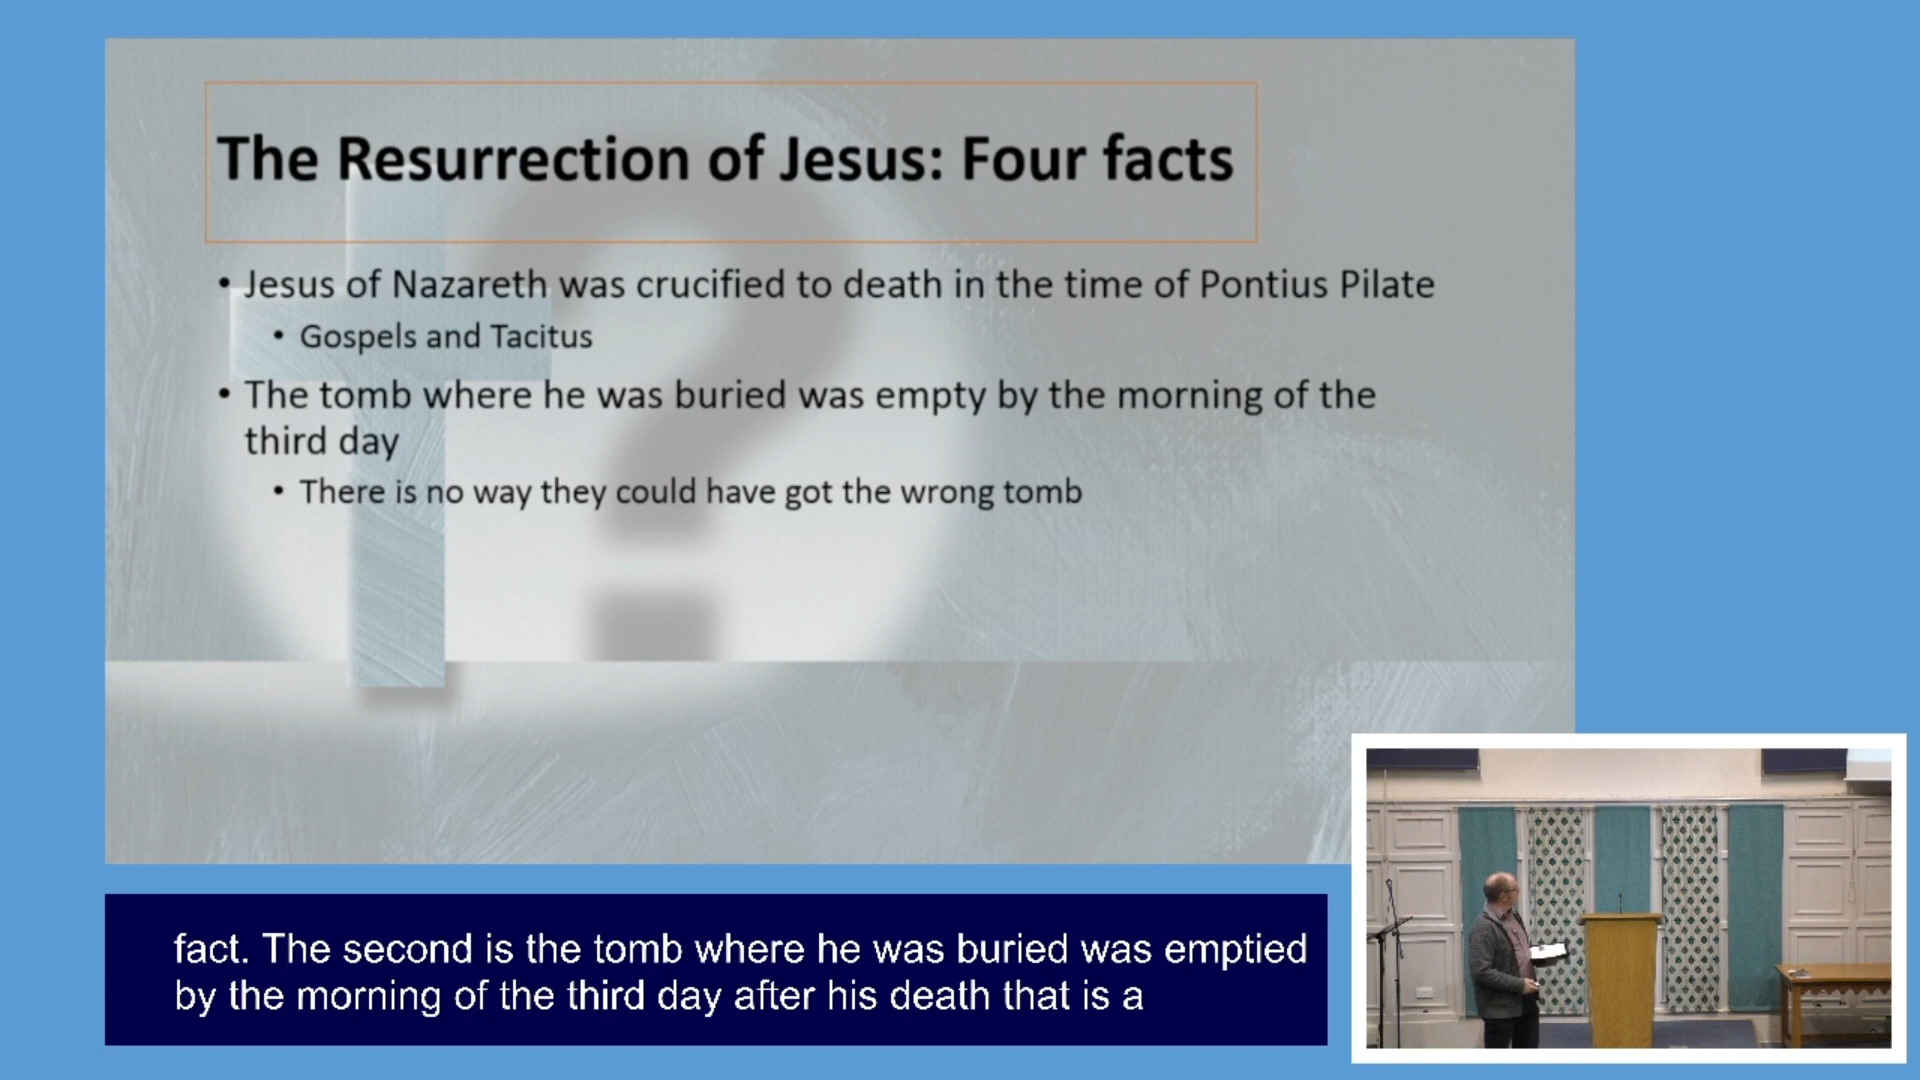 The Resurrection of Jesus: Four facts
• Jesus of Nazareth was crucified to death in the time of Pontius Pilate
• Gospels and Tacitus
• The tomb where he was buried was empty by the morning of the
third day
• There is no way they could have got the wrong tomb
fact. The second is the tomb where he was buried was emptied
by the morning of the third day after his death that is a